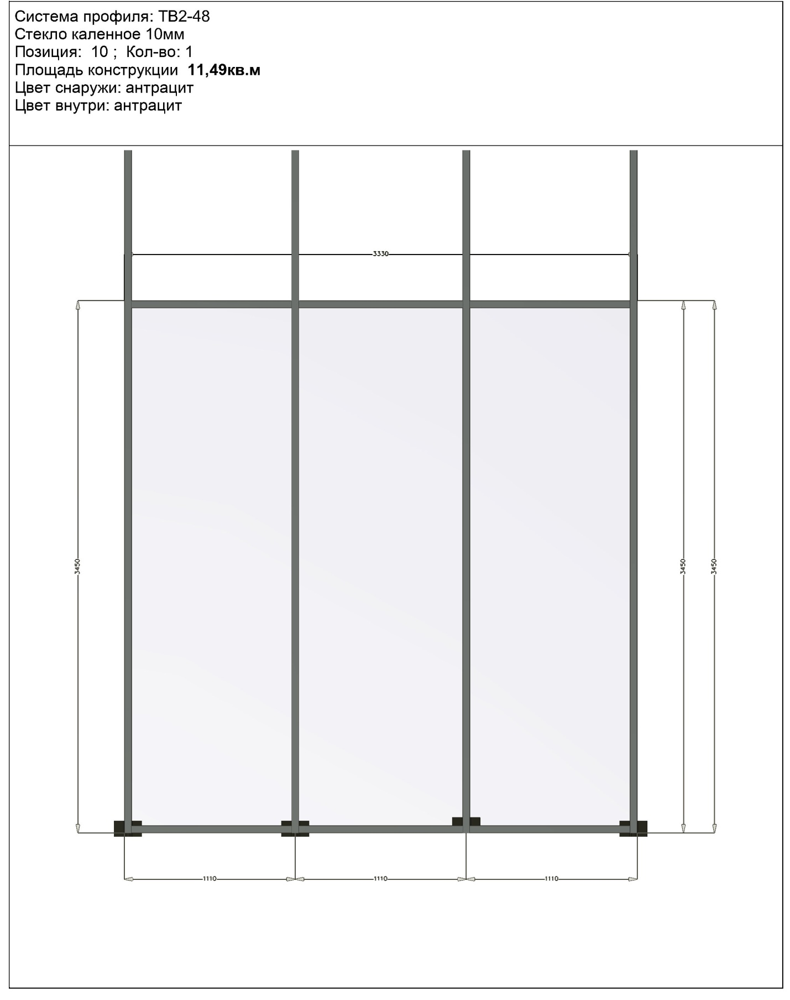 Система профиля: ТВ2-48
Стекло каленное 10мм
Позиция: 10 ; Кол-во: 1
Площадь конструкции 11,49кв.м
Цвет снаружи: антрацит
Цвет внутри: антрацит
3330
3450
3450
3450
1110
1110
1110